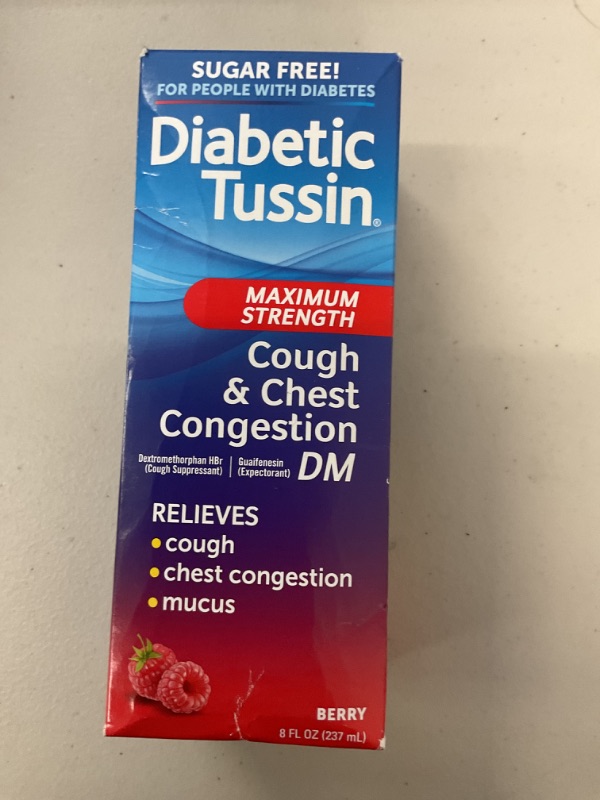 SUGAR FREE!
FOR PEOPLE WITH DIABETES
Diabetic
Tussin®
MAXIMUM
STRENGTH
Cough
& Chest
Congestion
DM
Dextromethorphan HBr
(Cough Suppressant)
Guaifenesin
(Expectorant)
RELIEVES
• cough
• chest congestion
• mucus
BERRY
8 FL OZ (237 mL)